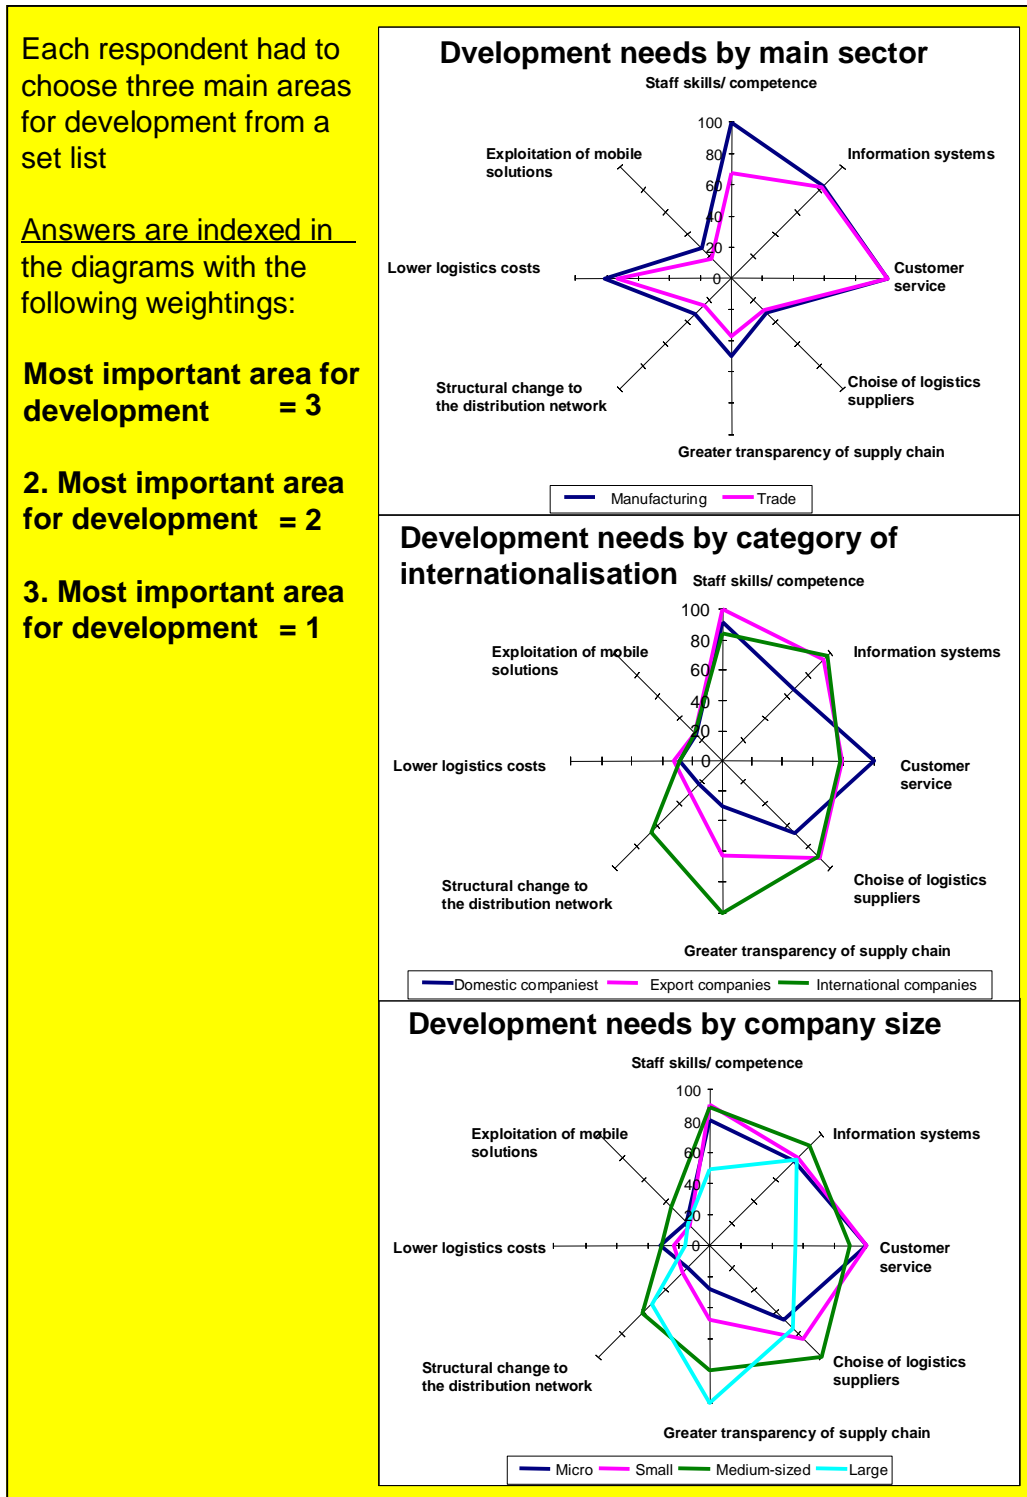 Each respondent had to
choose three main areas
for development from a
set list
Answers are indexed in
the diagrams with the
following weightings:
Most important area for
development = 3
2. Most important area
for development = 2
3. Most important area
for development = 1
Dvelopment needs by main sector
Staff skills/ competence
100
80
60
40
20
0
Exploitation of mobile
solutions
Information systems
Lower logistics costs
Customer
service
Structural change to
the distribution network
Choise of logistics
suppliers
Greater transparency of supply chain
Manufacturing Trade
Development needs by category of
internationalisation
Staff skills/ competence
100
80
60
40
20
0
Exploitation of mobile
solutions
Information systems
Lower logistics costs
Customer
service
Structural change to
the distribution network
Choise of logistics
suppliers
Greater transparency of supply chain
Domestic companiest Export companies International companies
Development needs by company size
Staff skills/ competence
100
80
60
40
20
0
Exploitation of mobile
solutions
Information systems
Lower logistics costs
Customer
service
Structural change to
the distribution network
Choise of logistics
suppliers
Greater transparency of supply chain
Micro Small Medium-sized Large